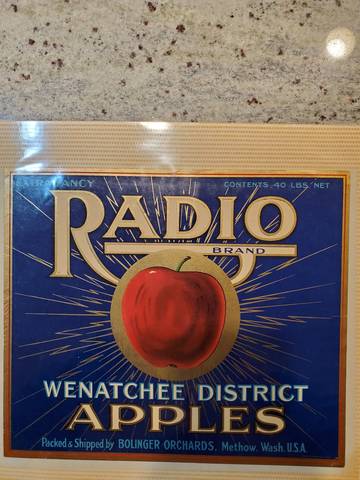 EXTRA FANCY
CONTENTS 40 LBS NET
RADIO
BRAND
WENATCHEE DISTRICT
APPLES
Packed & Shipped by BOLINGER ORCHARDS, Methow, Wash. U.S.A.